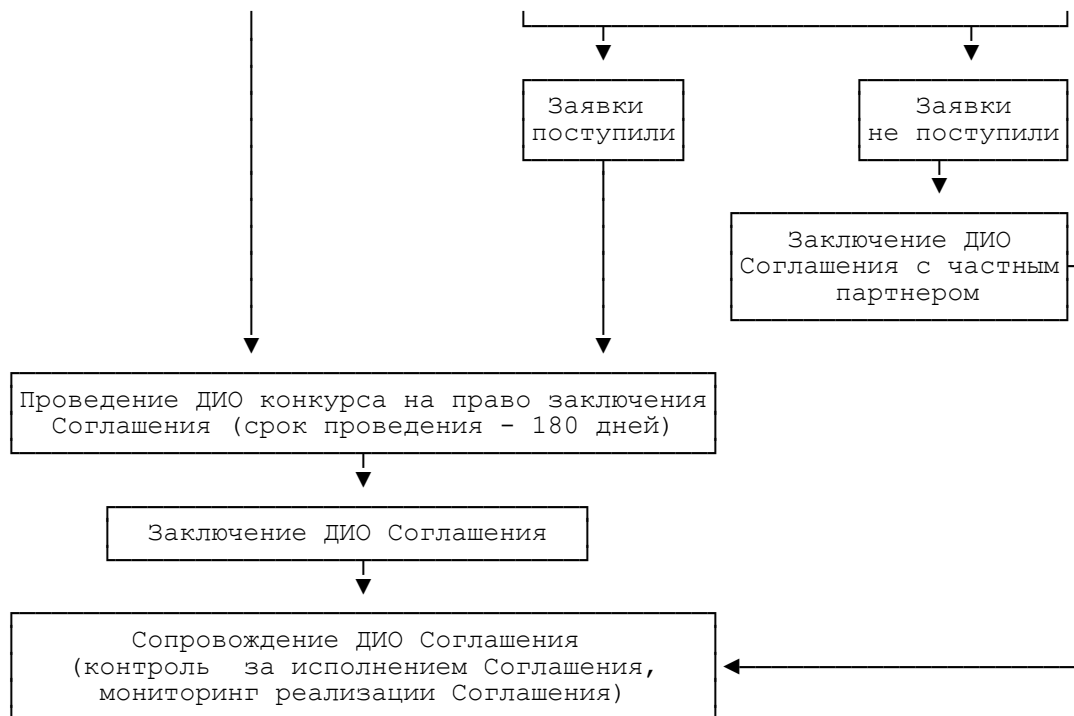 Заявки
поступили
Заявки
не поступили
Заключение ДИО
Соглашения с частным
партнером
Проведение ДИО конкурса на право заключения
Соглашения (срок проведения - 180 дней)
Заключение ДИО Соглашения
Сопровождение ДИО Соглашения
(контроль  за исполнением Соглашения,
мониторинг реализации Соглашения)